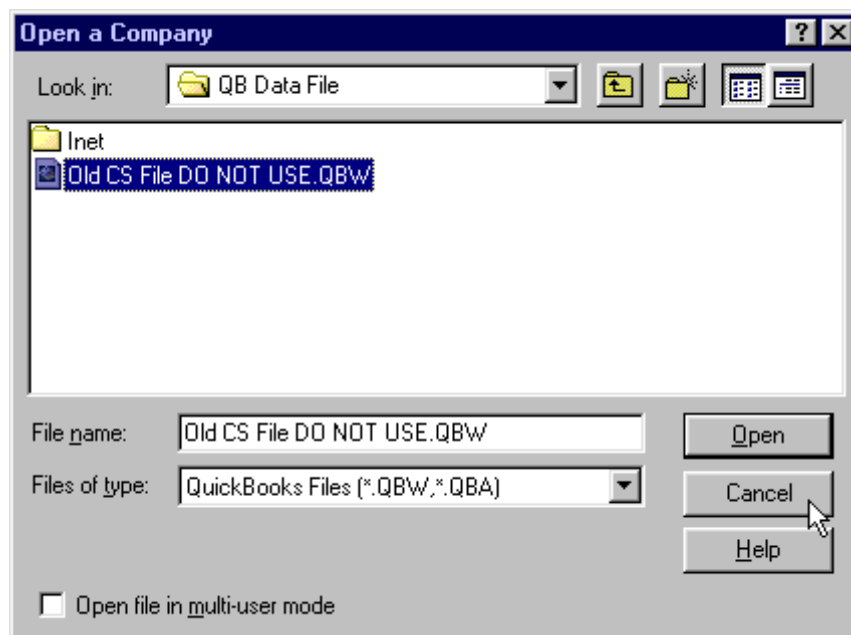 Open a Company
Look in: QB Data File
Inet
Old CS File DO NOT USE.QBW
File name: Old CS File DO NOT USE.QBW Open
Files of type: QuickBooks Files (*.QBW,*.QBA) Cancel
Help
Open file in multi-user mode